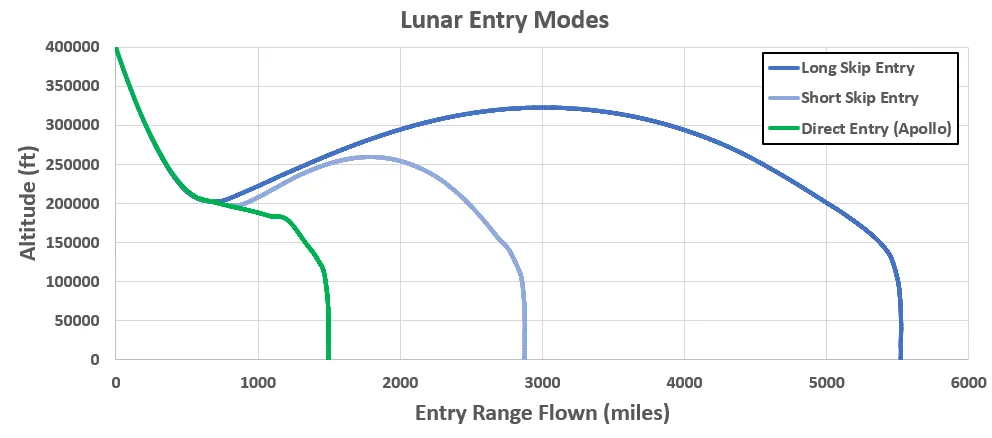 Lunar Entry Modes
400000
350000
300000
250000
200000
150000
100000
50000
0
Altitude (ft)
Long Skip Entry
Short Skip Entry
Direct Entry (Apollo)
0 1000 2000 3000 4000 5000 6000
Entry Range Flown (miles)